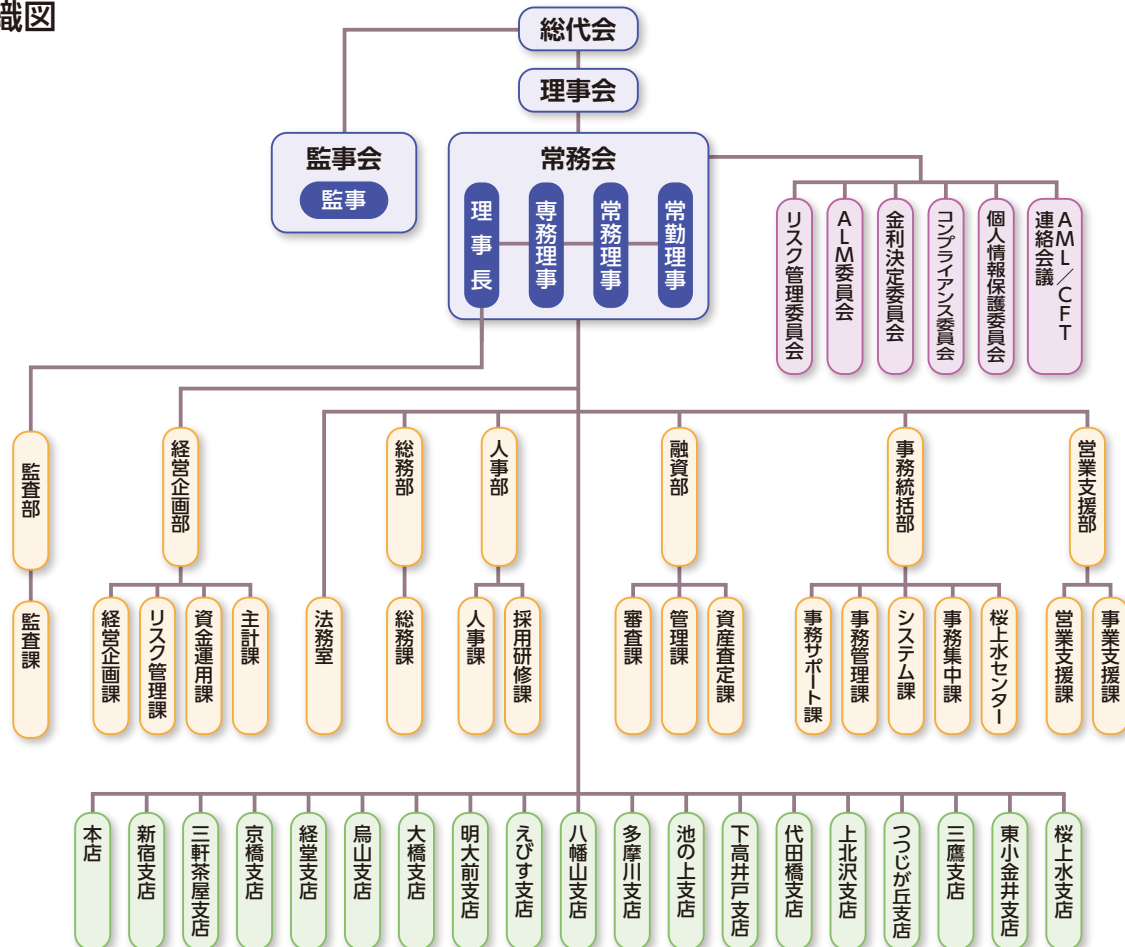 織図
総代会
理事会
監事会
監事
常務会
理事長
専務理事
常務理事
常勤理事
リスク管理委員会
ALM委員会
金利決定委員会
コンプライアンス委員会
個人情報保護委員会
AML／CFT
連絡会議
監査部
経営企画部
総務部
人事部
融資部
事務統括部
営業支援部
監査課
経営企画課
リスク管理課
資金運用課
主計課
法務室
総務課
人事課
採用研修課
審査課
管理課
資産査定課
事務サポート課
事務管理課
システム課
事務集中課
桜上水センター
営業支援課
事業支援課
本店
新宿支店
三軒茶屋支店
京橋支店
経堂支店
烏山支店
大橋支店
明大前支店
えびす支店
八幡山支店
多摩川支店
池の上支店
下高井戸支店
代田橋支店
上北沢支店
つつじが丘支店
三鷹支店
東小金井支店
桜上水支店